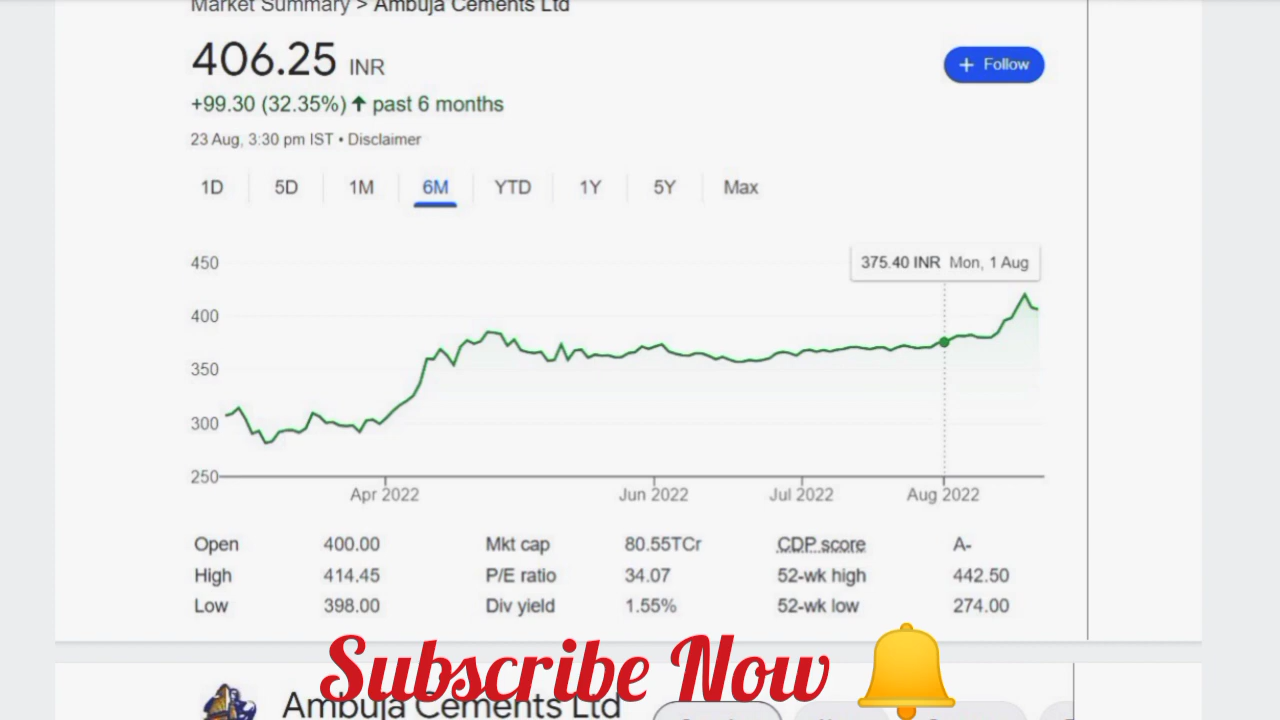 Market Summary > Ambuja Cements Ltd
406.25 INR
+ Follow
+99.30 (32.35%) ↑ past 6 months
23 Aug, 3:30 pm IST • Disclaimer
1D 5D 1M 6M YTD 1Y 5Y Max
375.40 INR Mon, 1 Aug
450
400
350
300
250
Apr 2022 Jun 2022 Jul 2022 Aug 2022
Open 400.00 Mkt cap 80.55TCr CDP score A-
High 414.45 P/E ratio 34.07 52-wk high 442.50
Low 398.00 Div yield 1.55% 52-wk low 274.00
Subscribe Now
Ambuja Cements Ltd